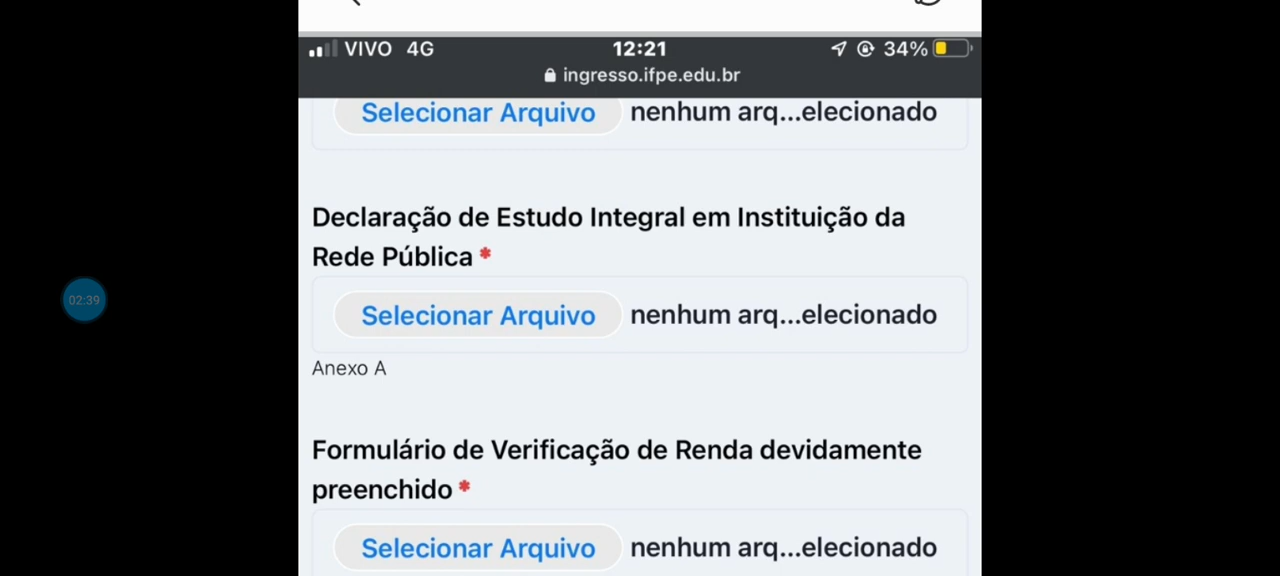 VIVO 4G 12:21 34%
ingresso.ifpe.edu.br
Selecionar Arquivo nenhum arq...elecionado
Declaração de Estudo Integral em Instituição da
Rede Pública *
02:39
Selecionar Arquivo nenhum arq...elecionado
Anexo A
Formulário de Verificação de Renda devidamente
preenchido *
Selecionar Arquivo nenhum arq...elecionado